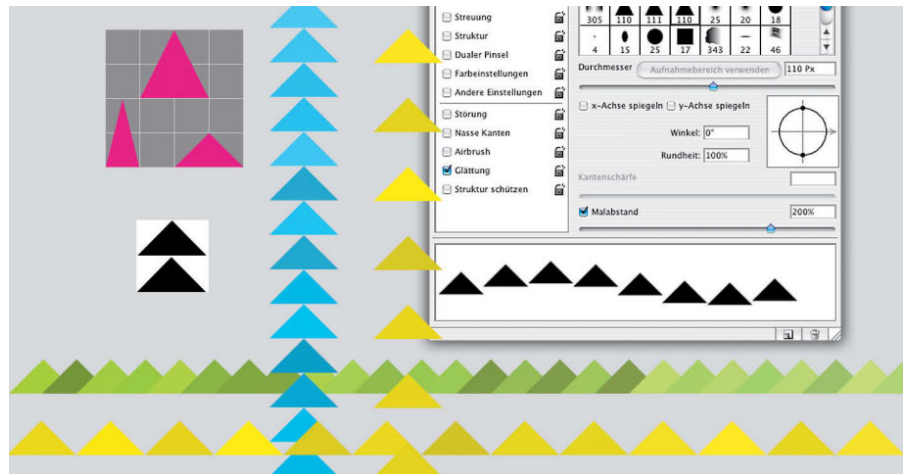 Streuung
Struktur
Dualer Pinsel
Farbeinstellungen
Andere Einstellungen
Störung
Nasse Kanten
Airbrush
Glättung
Struktur schützen
305 110 111 110 25 20 18
4 15 25 17 343 22 46
Durchmesser Aufnahmebereich verwenden 110 Px
x-Achse spiegeln y-Achse spiegeln
Winkel: 0°
Rundheit: 100%
Kantenschärfe
Malabstand 200%